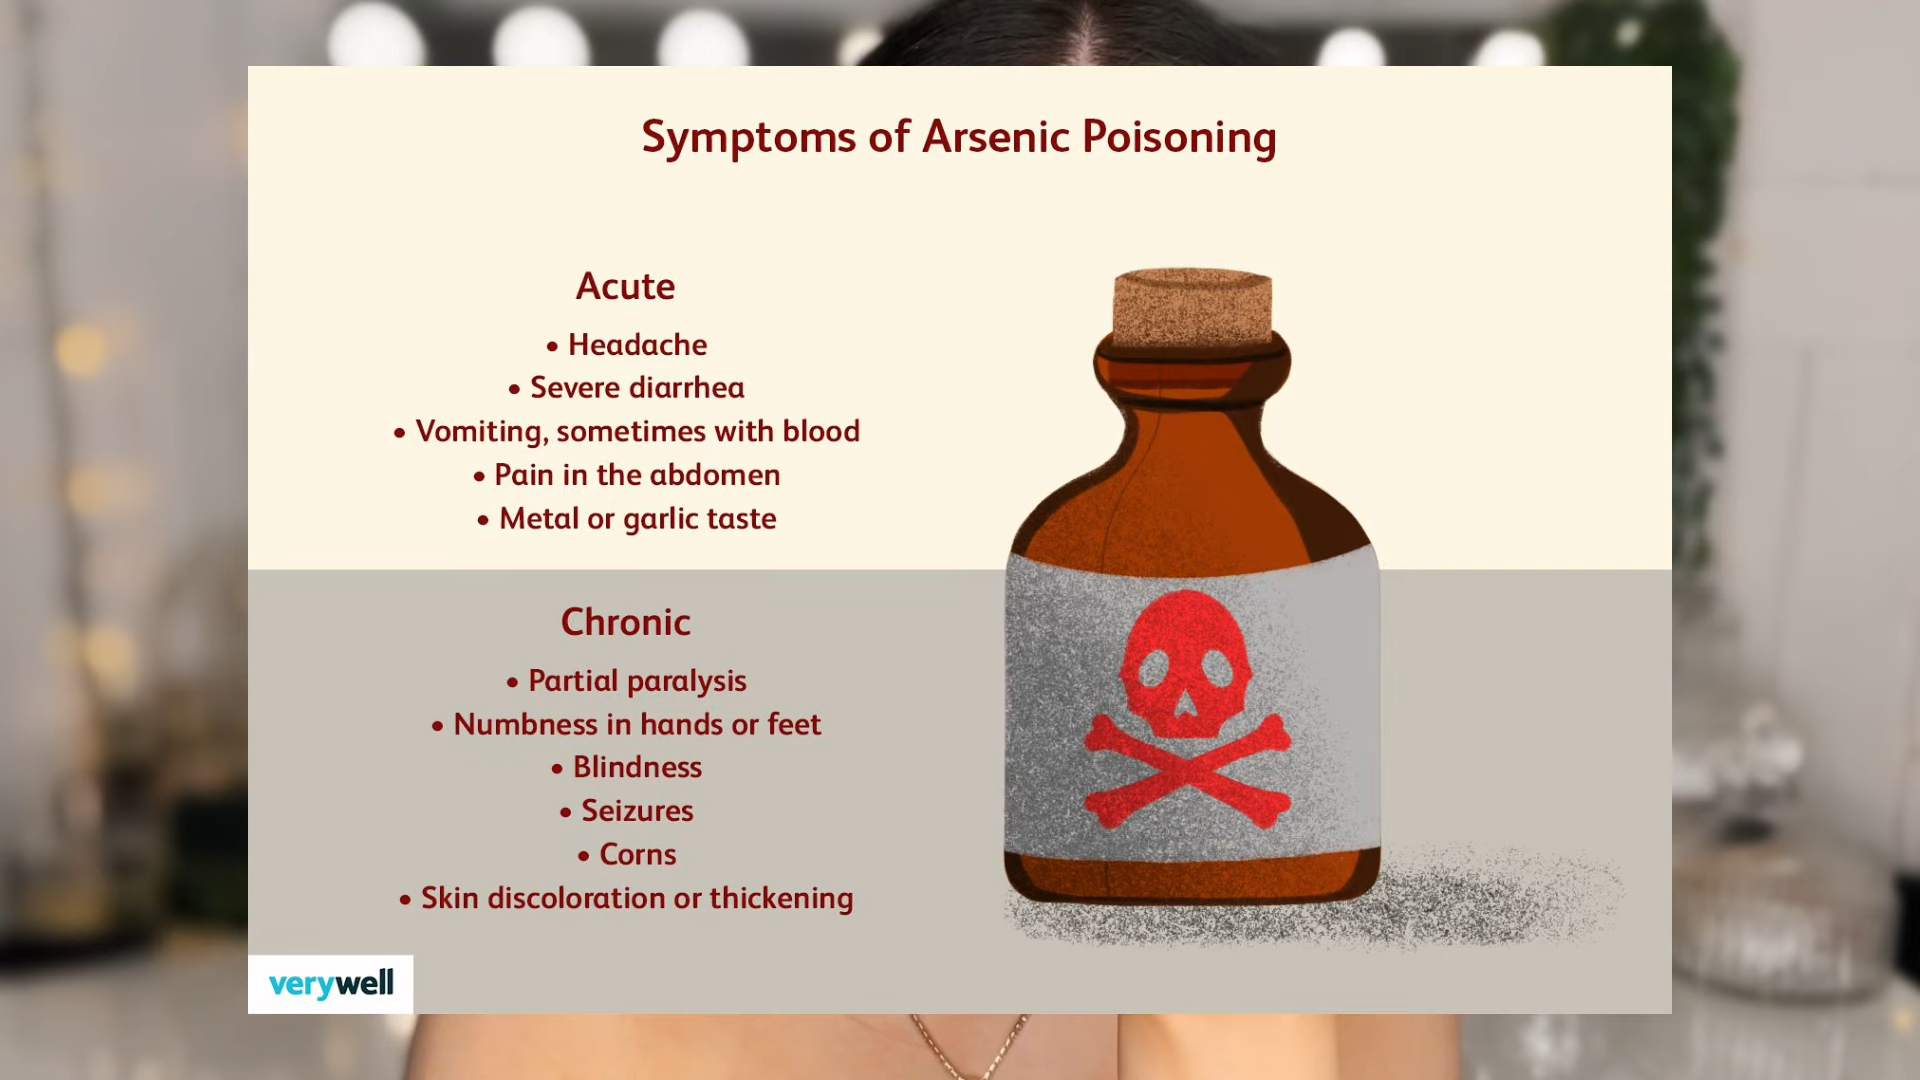 Symptoms of Arsenic Poisoning
Acute
• Headache
• Severe diarrhea
• Vomiting, sometimes with blood
• Pain in the abdomen
• Metal or garlic taste
Chronic
• Partial paralysis
• Numbness in hands or feet
• Blindness
• Seizures
• Corns
• Skin discoloration or thickening
verywell